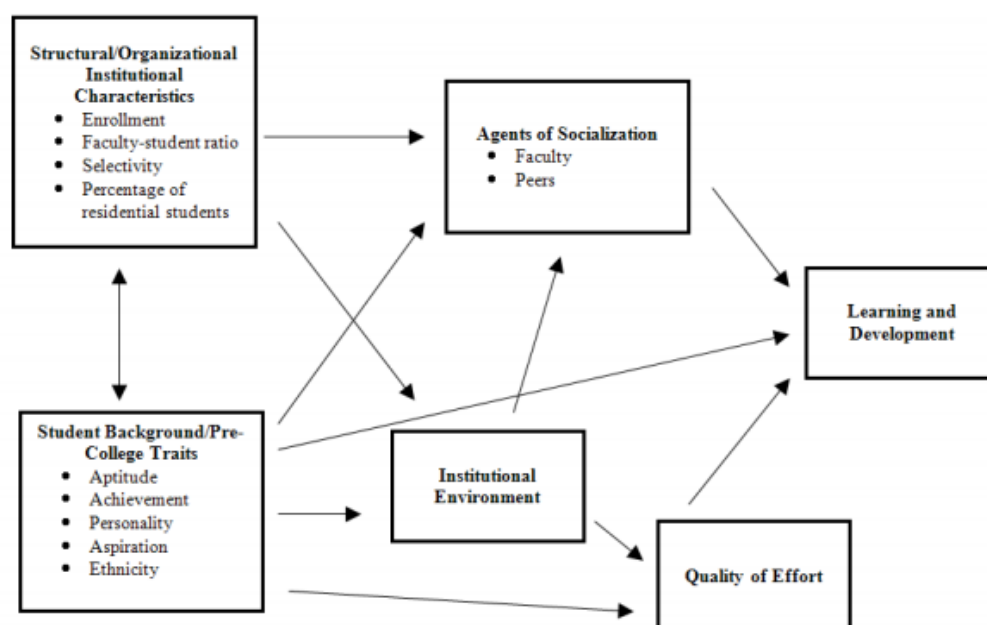 Structural/Organizational
Institutional
Characteristics
• Enrollment
• Faculty-student ratio
• Selectivity
• Percentage of
residential students
Agents of Socialization
• Faculty
• Peers
Learning and
Development
Student Background/Pre-
College Traits
• Aptitude
• Achievement
• Personality
• Aspiration
• Ethnicity
Institutional
Environment
Quality of Effort